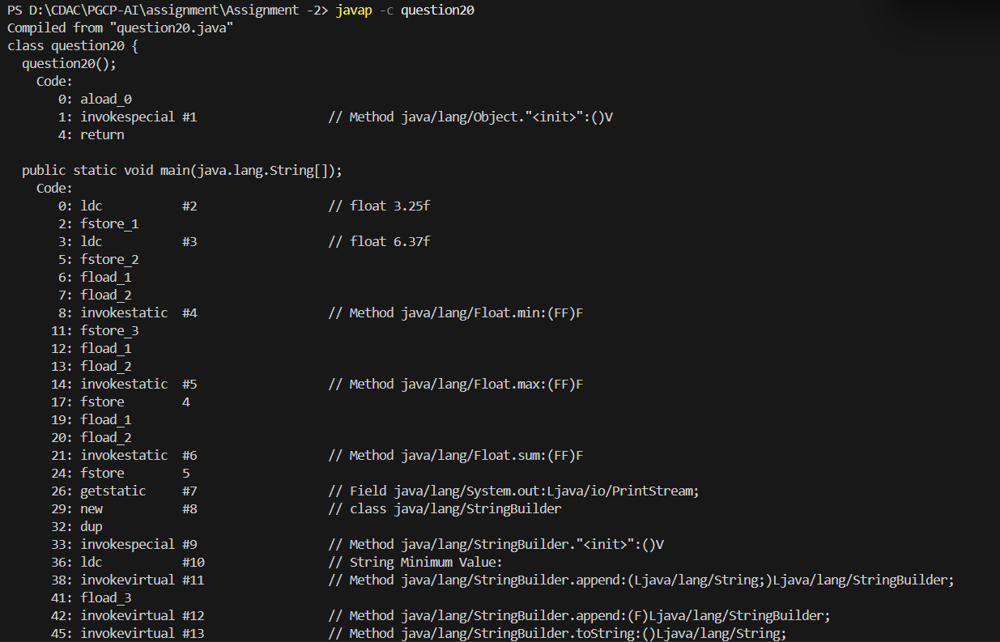 PS D:\CDAC\PGCP-AI\assignment\Assignment -2> javap -c question20
Compiled from "question20.java"
class question20 {
  question20();
    Code:
       0: aload_0
       1: invokespecial #1                  // Method java/lang/Object."<init>":()V
       4: return

  public static void main(java.lang.String[]);
    Code:
       0: ldc           #2                  // float 3.25f
       2: fstore_1
       3: ldc           #3                  // float 6.37f
       5: fstore_2
       6: fload_1
       7: fload_2
       8: invokestatic  #4                  // Method java/lang/Float.min:(FF)F
      11: fstore_3
      12: fload_1
      13: fload_2
      14: invokestatic  #5                  // Method java/lang/Float.max:(FF)F
      17: fstore        4
      19: fload_1
      20: fload_2
      21: invokestatic  #6                  // Method java/lang/Float.sum:(FF)F
      24: fstore        5
      26: getstatic     #7                  // Field java/lang/System.out:Ljava/io/PrintStream;
      29: new           #8                  // class java/lang/StringBuilder
      32: dup
      33: invokespecial #9                  // Method java/lang/StringBuilder."<init>":()V
      36: ldc           #10                 // String Minimum Value:
      38: invokevirtual #11                 // Method java/lang/StringBuilder.append:(Ljava/lang/String;)Ljava/lang/StringBuilder;
      41: fload_3
      42: invokevirtual #12                 // Method java/lang/StringBuilder.append:(F)Ljava/lang/StringBuilder;
      45: invokevirtual #13                 // Method java/lang/StringBuilder.toString:()Ljava/lang/String;